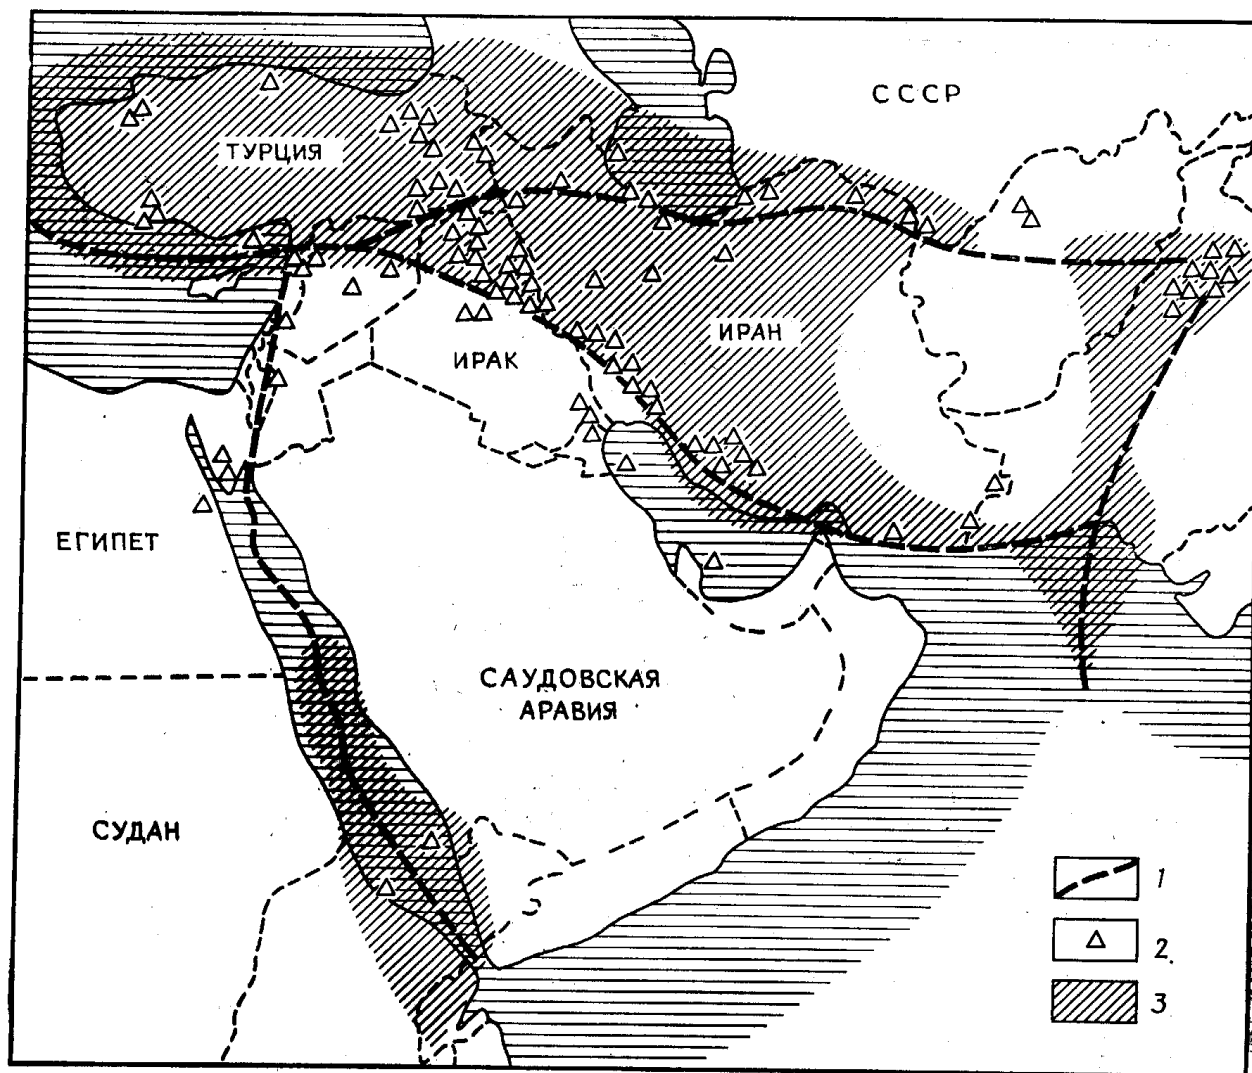 СССР
ТУРЦИЯ
ИРАН
ИРАК
ЕГИПЕТ
САУДОВСКАЯ
АРАВИЯ
СУДАН
1
2
3